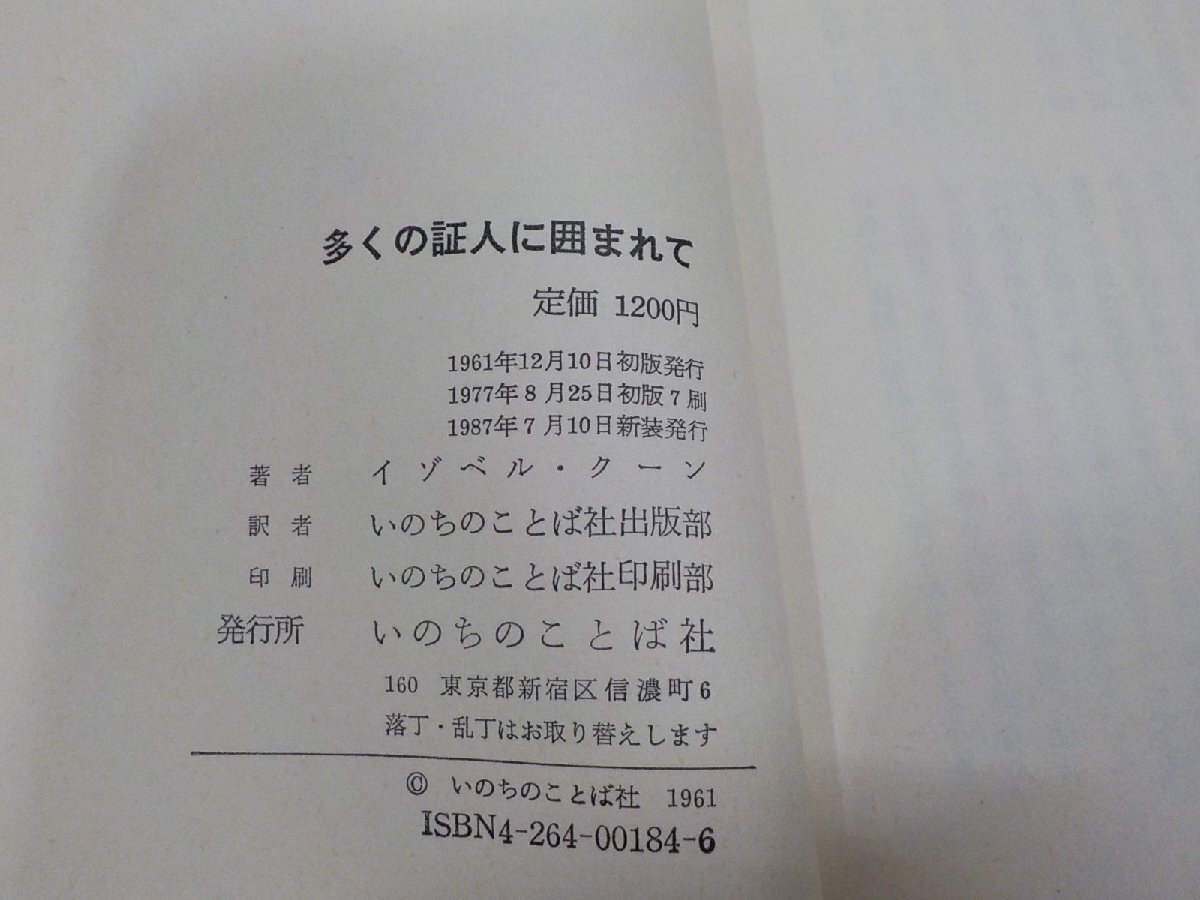 多くの証人に囲まれて
定価 1200円
1961年12月10日初版発行
1977年8月25日初版7刷
1987年7月10日新装発行
著者 イゾベル・クーン
訳者 いのちのことば社出版部
印刷 いのちのことば社印刷部
発行所 いのちのことば社
160 東京都新宿区信濃町6
落丁・乱丁はお取り替えします
© いのちのことば社 1961
ISBN4-264-00184-6